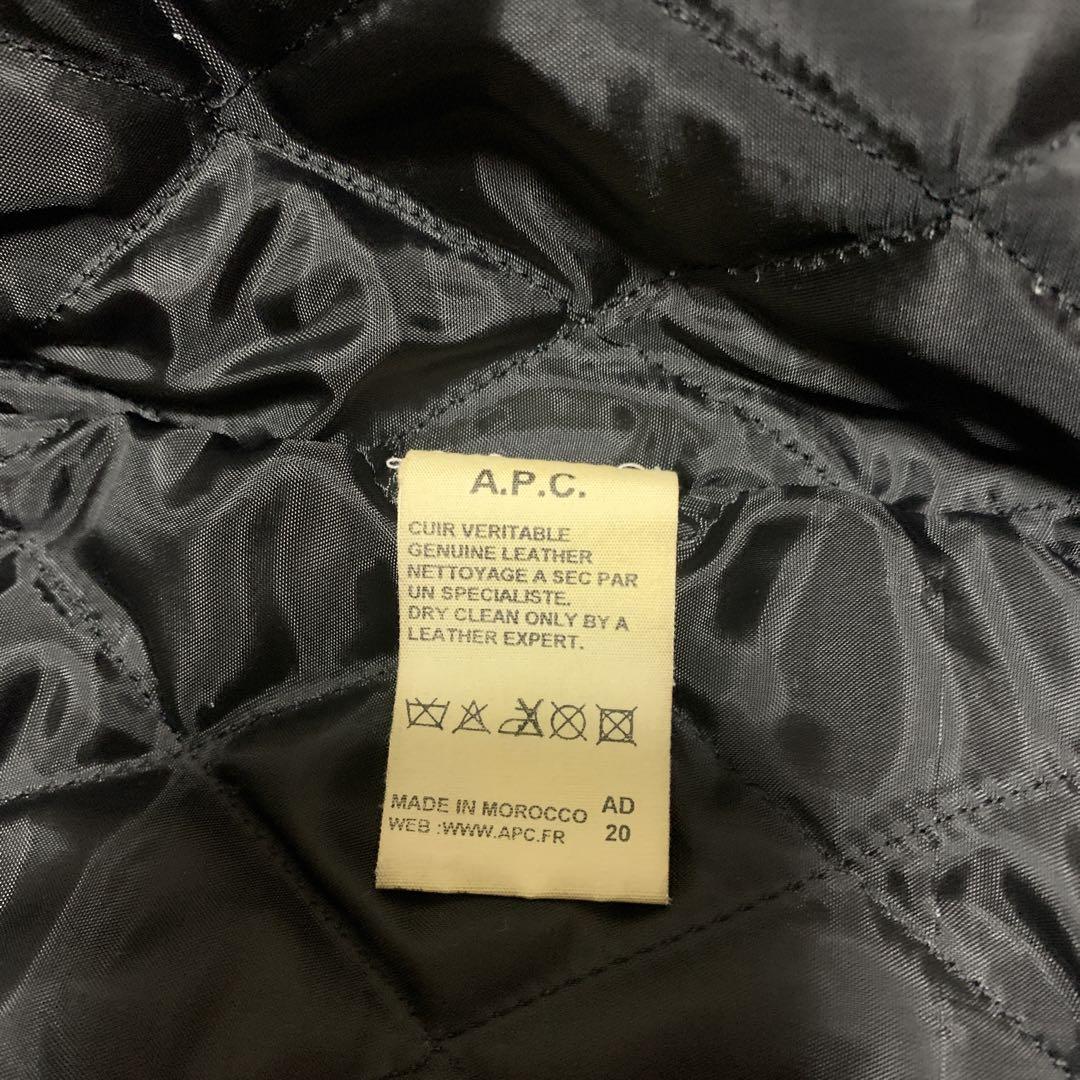 A.P.C.
CUIR VERITABLE
GENUINE LEATHER
NETTOYAGE A SEC PAR
UN SPECIALISTE.
DRY CLEAN ONLY BY A
LEATHER EXPERT.
MADE IN MOROCCO AD
WEB :WWW.APC.FR 20